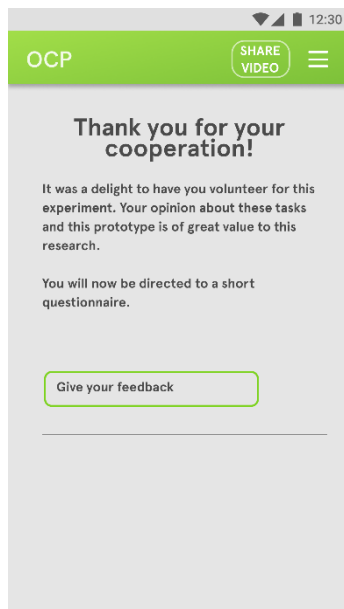 12:30
OCP
SHARE
VIDEO
Thank you for your
cooperation!
It was a delight to have you volunteer for this
experiment. Your opinion about these tasks
and this prototype is of great value to this
research.
You will now be directed to a short
questionnaire.
Give your feedback